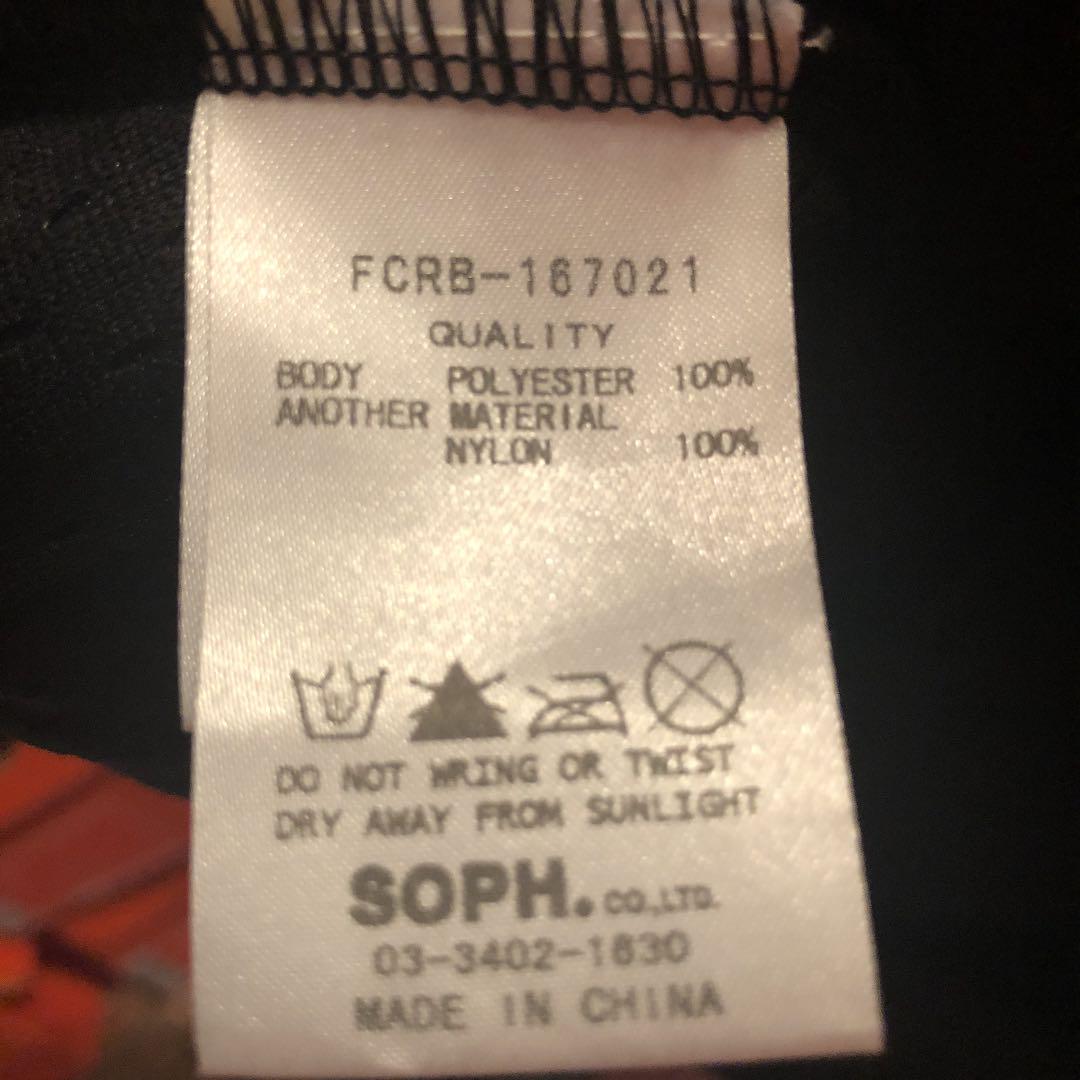 FCRB-167021
QUALITY
BODY POLYESTER 100%
ANOTHER MATERIAL
NYLON 100%
DO NOT WRING OR TWIST
DRY AWAY FROM SUNLIGHT
SOPH. CO.,LTD.
03-3402-1630
MADE IN CHINA